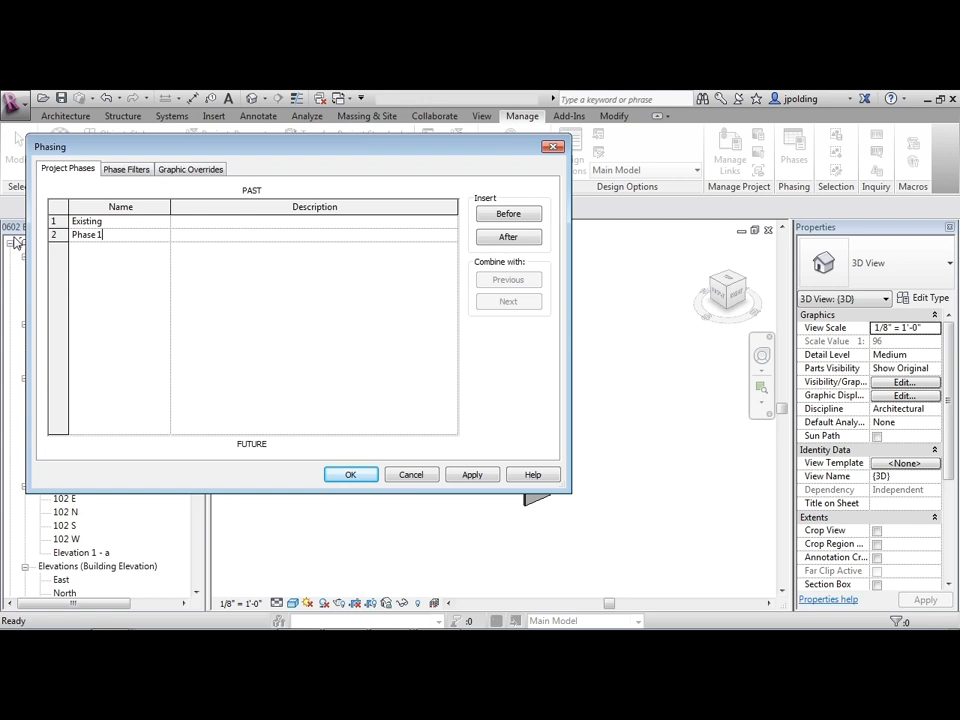 Type a keyword or phrase
jpolding
Architecture Structure Systems Insert Annotate Analyze Massing & Site Collaborate View Manage Add-Ins Modify
Manage Links
Phases
Main Model
Design Options Manage Project Phasing Selection Inquiry Macros
Phasing
Project Phases Phase Filters Graphic Overrides
PAST
Name Description
1 Existing
2 Phase 1
FUTURE
Insert
Before
After
Combine with:
Previous
Next
OK Cancel Apply Help
102 E
102 N
102 S
102 W
Elevation 1 - a
Elevations (Building Elevation)
East
North
Properties
3D View
3D View: {3D} Edit Type
Graphics
View Scale 1/8" = 1'-0"
Scale Value 1: 96
Detail Level Medium
Parts Visibility Show Original
Visibility/Grap... Edit...
Graphic Displ... Edit...
Discipline Architectural
Default Analy... None
Sun Path
Identity Data
View Template <None>
View Name {3D}
Dependency Independent
Title on Sheet
Extents
Crop View
Crop Region ...
Annotation Cr...
Far Clip Active
Section Box
Properties help Apply
1/8" = 1'-0"
Ready :0 Main Model :0